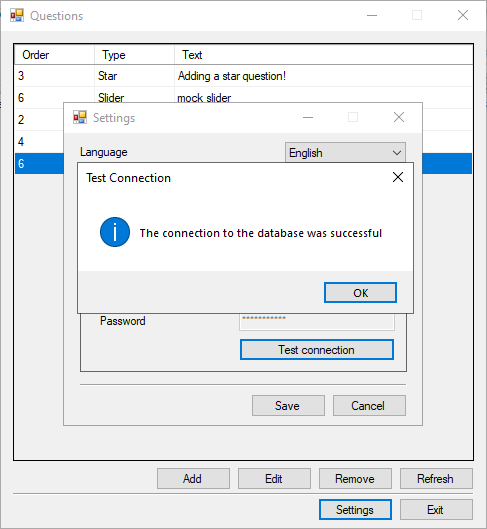 Questions
Order Type Text
3 Star Adding a star question!
6 Slider mock slider
2
4
6
Settings
Language English
Test Connection
The connection to the database was successful
OK
Password ***********
Test connection
Save Cancel
Add Edit Remove Refresh
Settings Exit